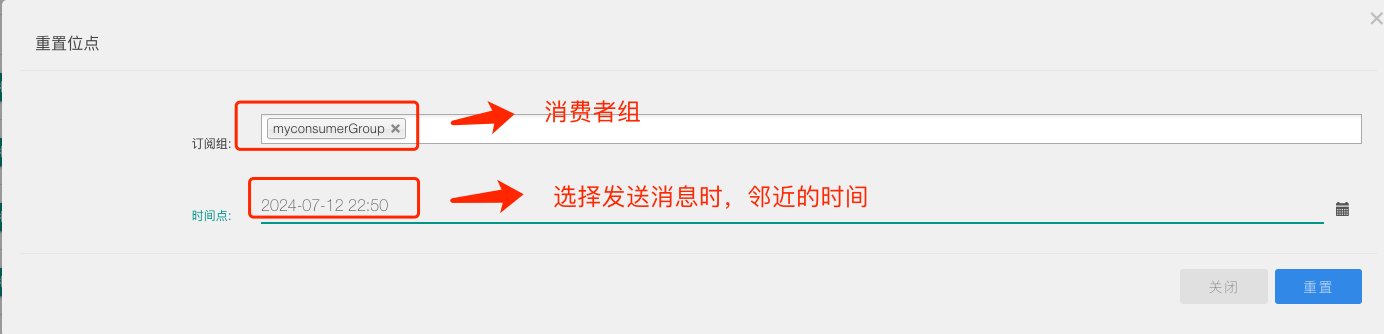 重置位点
订阅组:
myconsumerGroup
消费者组
时间点:
2024-07-12 22:50
选择发送消息时，邻近的时间
关闭
重置